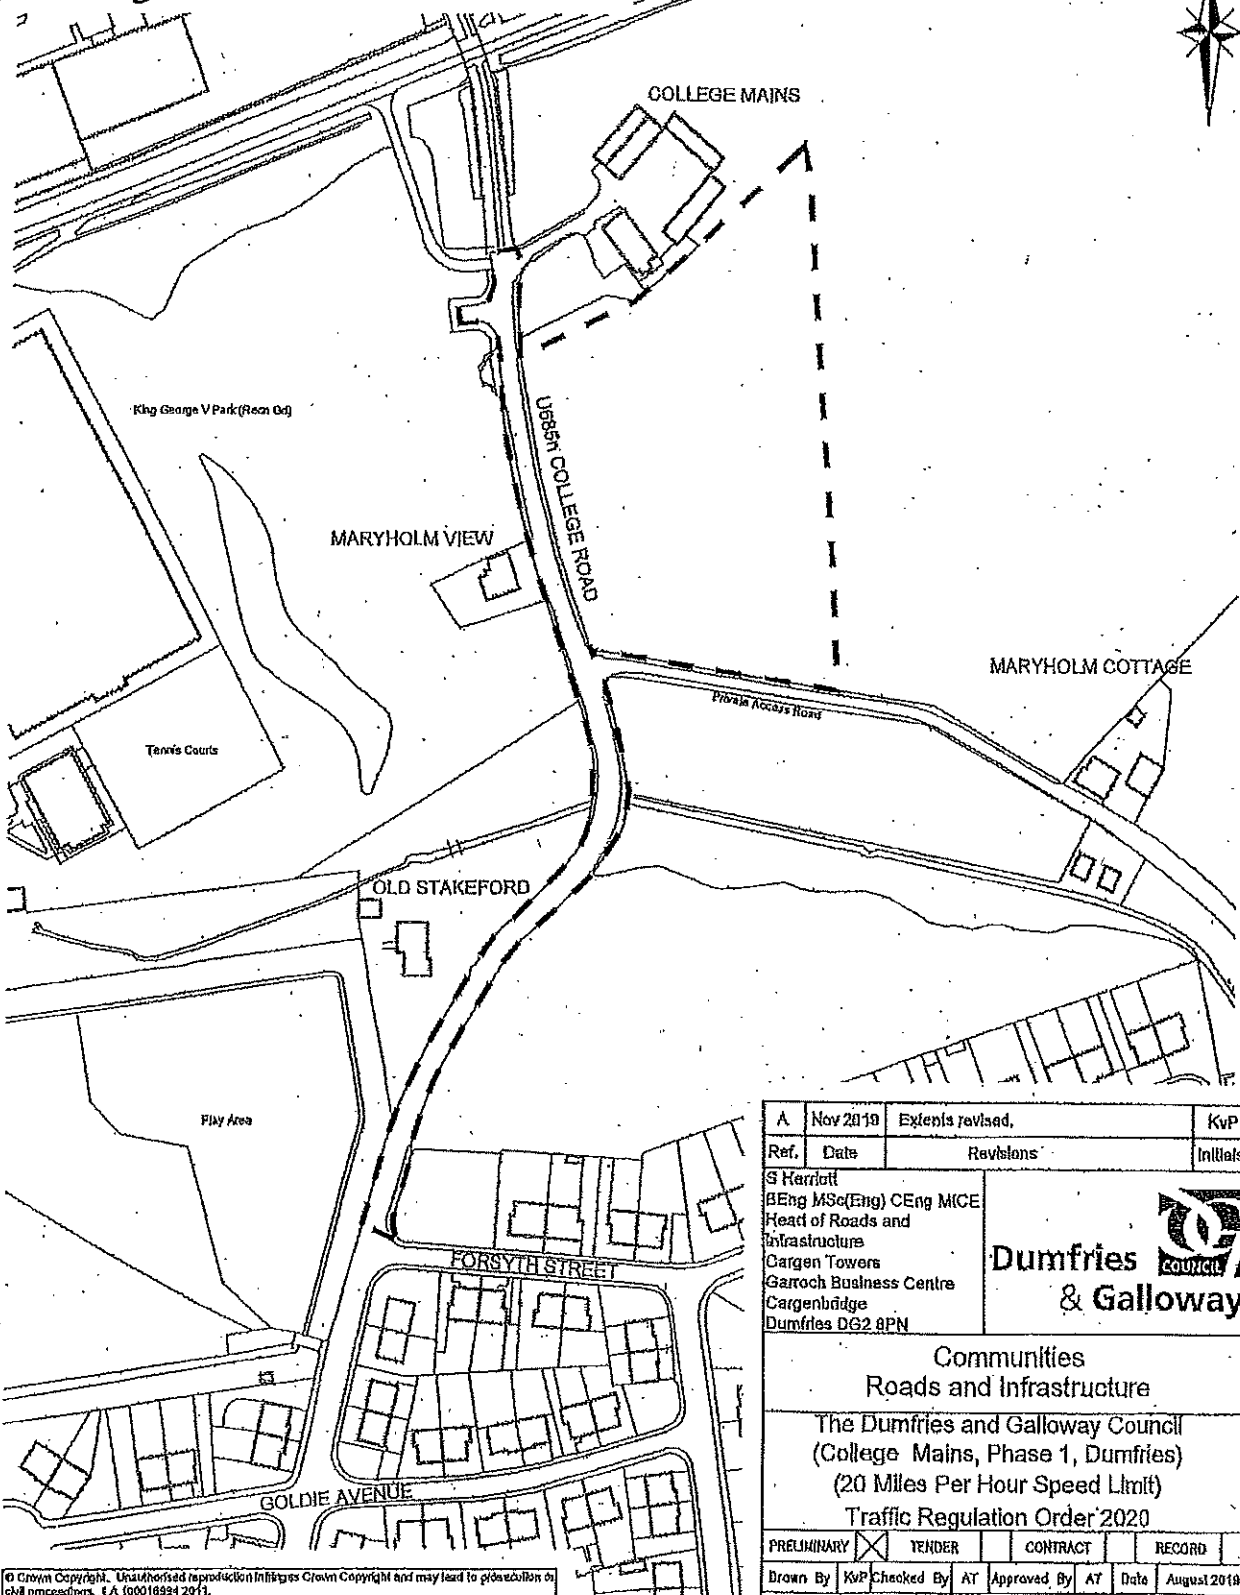 COLLEGE MAINS
King George V Park (Recn Gd)
U685n COLLEGE ROAD
MARYHOLM VIEW
MARYHOLM COTTAGE
Private Access Road
Tennis Courts
OLD STAKEFORD
Play Area
FORSYTH STREET
GOLDIE AVENUE
A Nov 2019 Extents revised. KvP
Ref. Date Revisions Initials
S Harriott
BEng MSc(Eng) CEng MICE
Head of Roads and
Infrastructure
Cargen Towers
Garroch Business Centre
Cargenbridge
Dumfries DG2 8PN
Dumfries
COUNCIL
& Galloway
Communities
Roads and Infrastructure
The Dumfries and Galloway Council
(College Mains, Phase 1, Dumfries)
(20 Miles Per Hour Speed Limit)
Traffic Regulation Order 2020
PRELIMINARY TENDER CONTRACT RECORD
Drawn By KvP Checked By AT Approved By AT Date August 2019
© Crown Copyright. Unauthorised reproduction infringes Crown Copyright and may lead to prosecution or
civil proceedings. 2011.